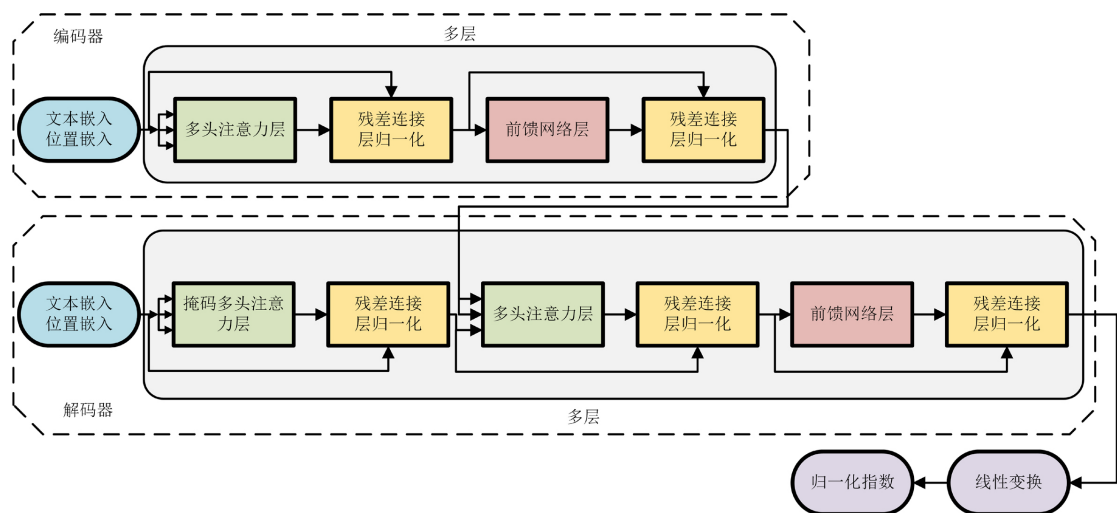 编码器
多层
文本嵌入
位置嵌入
多头注意力层
残差连接
层归一化
前馈网络层
残差连接
层归一化
文本嵌入
位置嵌入
掩码多头注意
力层
残差连接
层归一化
多头注意力层
残差连接
层归一化
前馈网络层
残差连接
层归一化
解码器
多层
归一化指数
线性变换